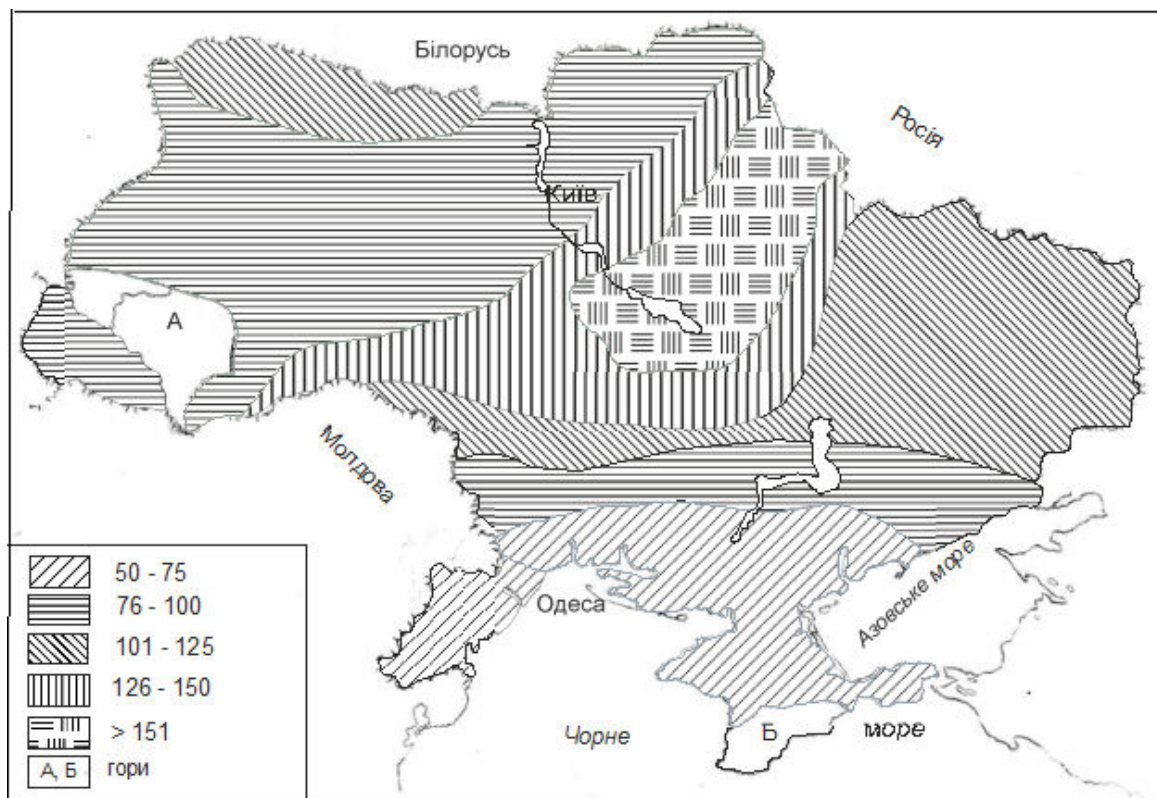 Білорусь
Росія
Київ
А
Молдова
Одеса
Азовське море
Чорне
море
Б
50 - 75
76 - 100
101 - 125
126 - 150
> 151
А, Б гори